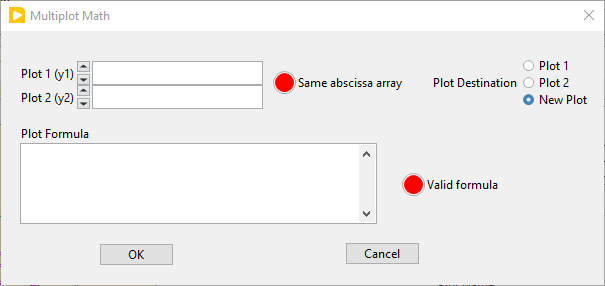 Multiplot Math
Plot 1 (y1)
Plot 2 (y2)
Same abscissa array
Plot Destination
Plot 1
Plot 2
New Plot
Plot Formula
Valid formula
OK
Cancel